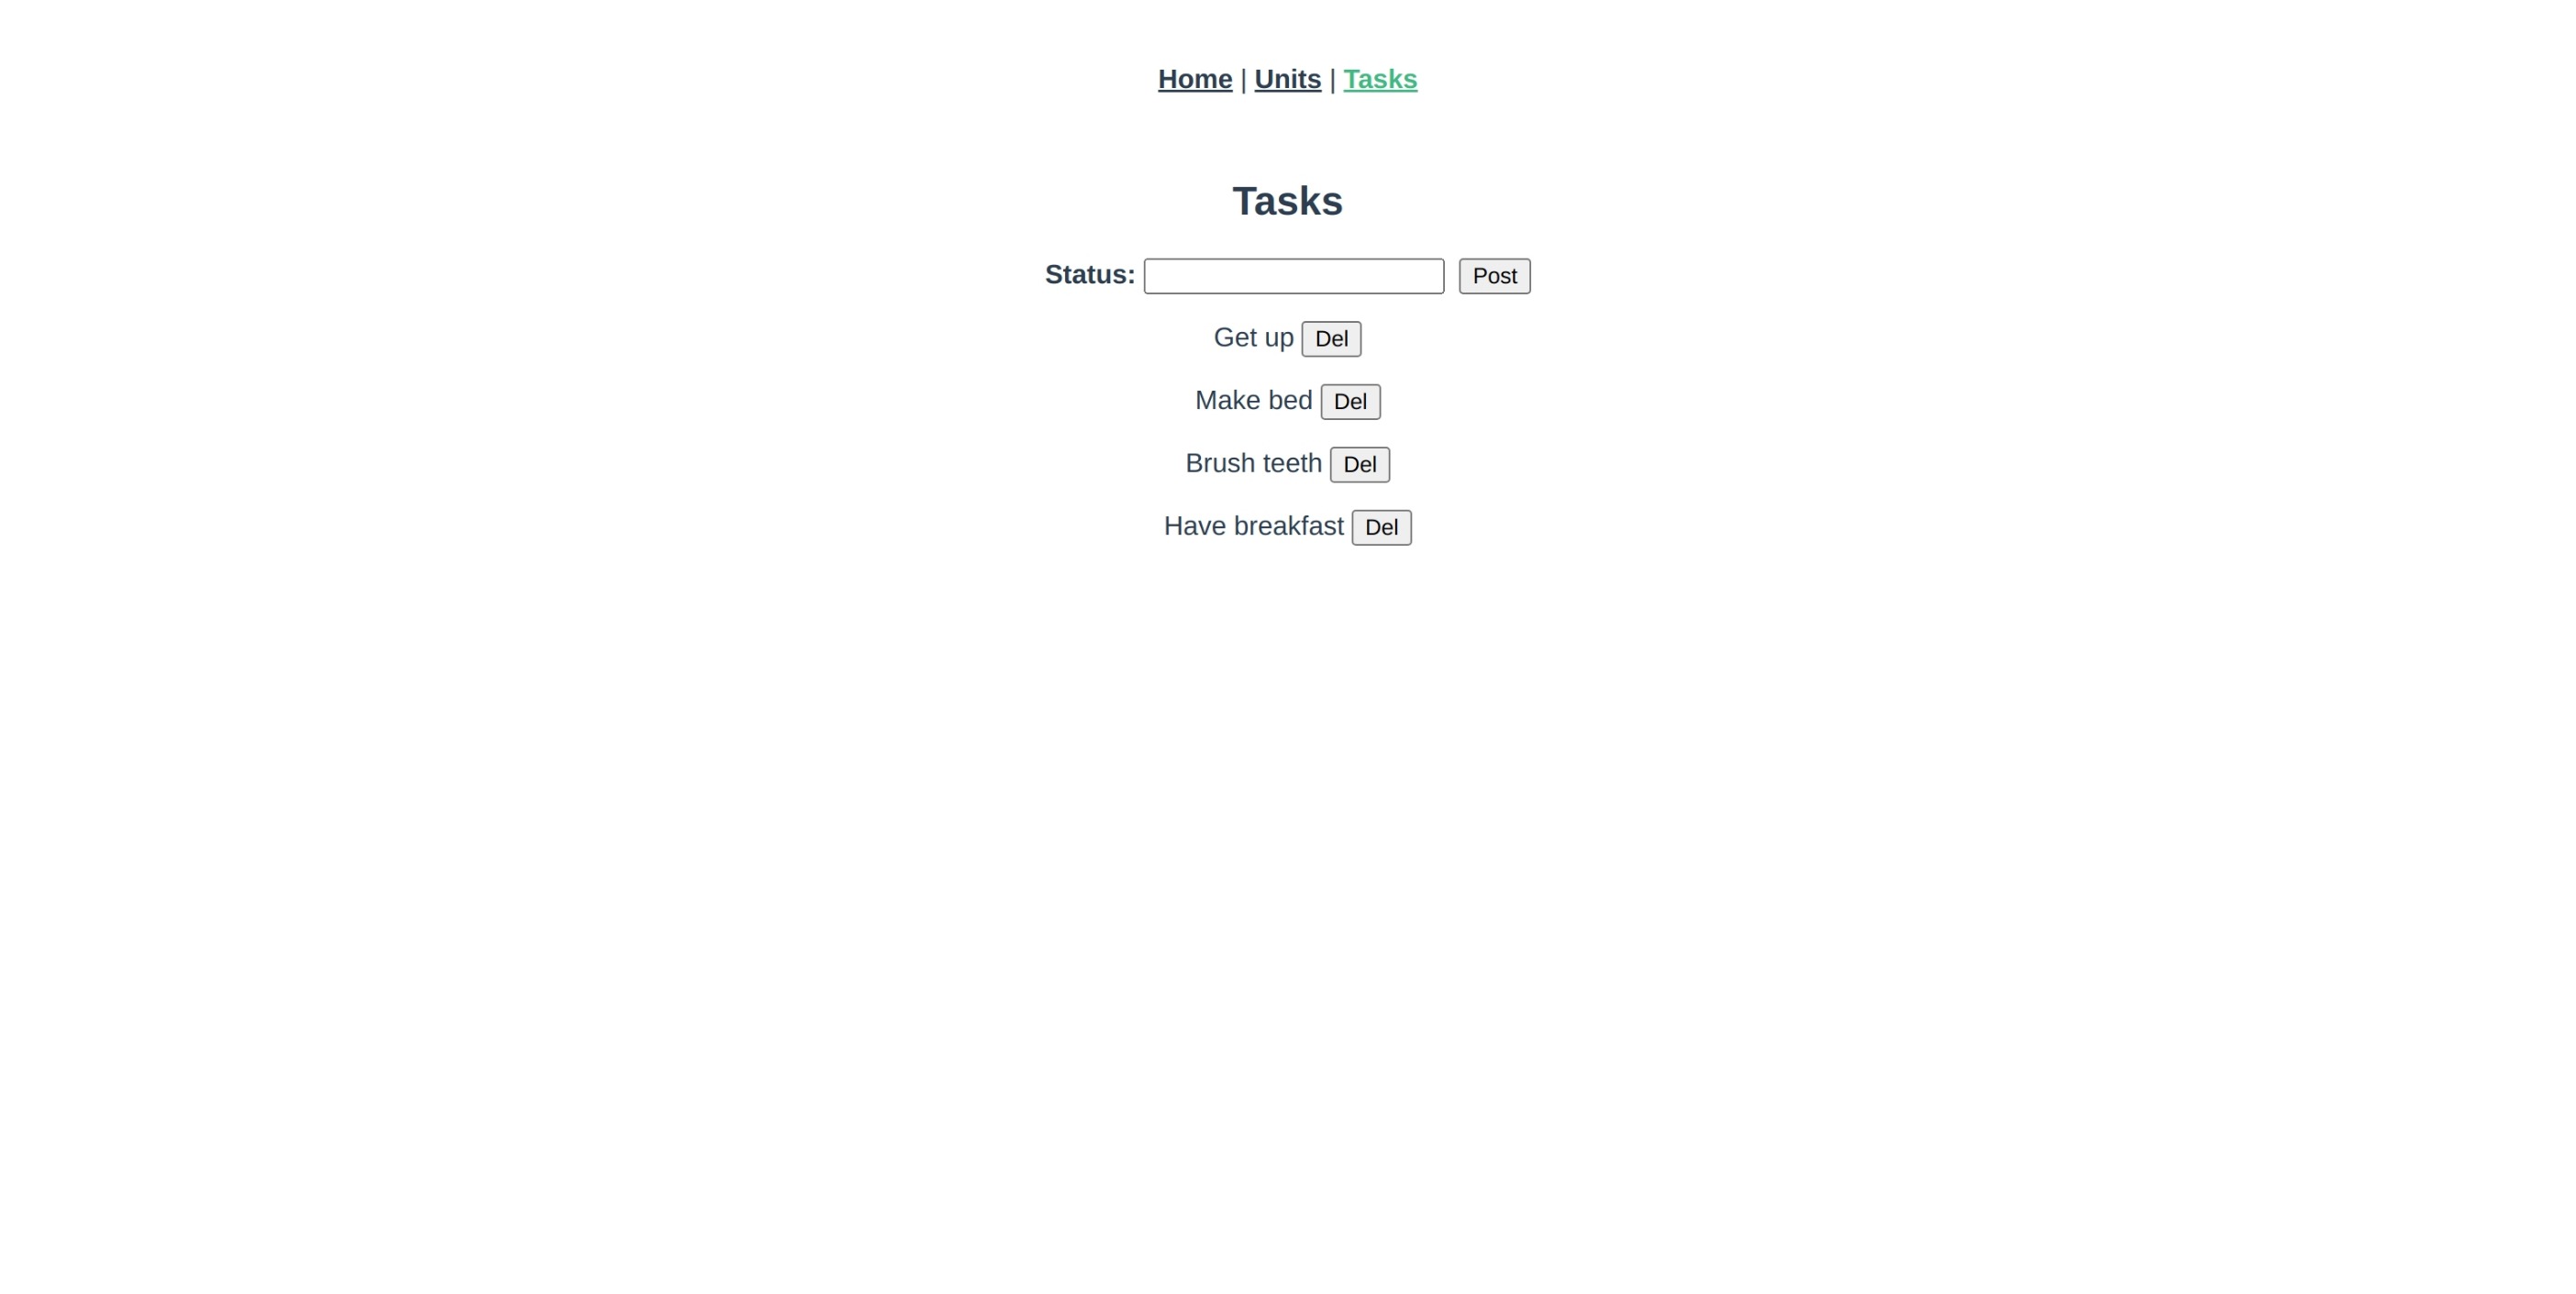 Home | Units | Tasks
Tasks
Status: Post
Get up Del
Make bed Del
Brush teeth Del
Have breakfast Del